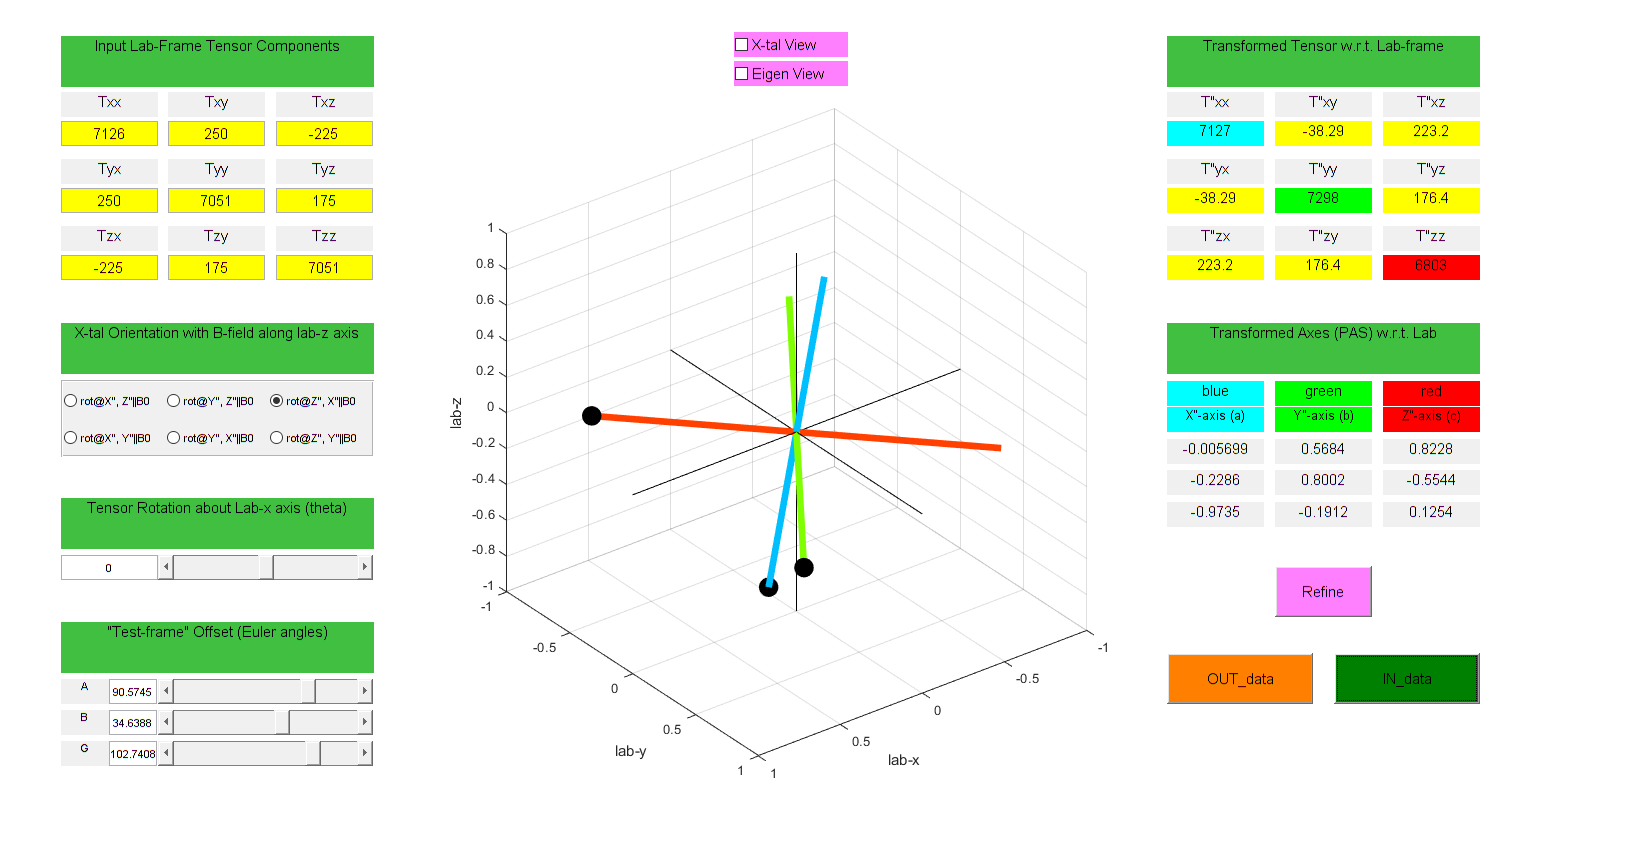 Input Lab-Frame Tensor Components
Txx Txy Txz
7126 250 -225
Tyx Tyy Tyz
250 7051 175
Tzx Tzy Tzz
-225 175 7051
X-tal Orientation with B-field along lab-z axis
rot@X", Z"||B0 rot@Y", Z"||B0 rot@Z", X"||B0
rot@X", Y"||B0 rot@Y", X"||B0 rot@Z", Y"||B0
Tensor Rotation about Lab-x axis (theta)
0
"Test-frame" Offset (Euler angles)
A 90.5745
B 34.6388
G 102.7408
X-tal View
Eigen View
1
0.8
0.6
0.4
0.2
0
-0.2
-0.4
-0.6
-0.8
-1
lab-z
-1
-0.5
0
0.5
1
lab-y
1
0.5
0
-0.5
-1
lab-x
Transformed Tensor w.r.t. Lab-frame
T"xx T"xy T"xz
7127 -38.29 223.2
T"yx T"yy T"yz
-38.29 7298 176.4
T"zx T"zy T"zz
223.2 176.4 6803
Transformed Axes (PAS) w.r.t. Lab
blue green red
X"-axis (a) Y"-axis (b) Z"-axis (c)
-0.005699 0.5684 0.8228
-0.2286 0.8002 -0.5544
-0.9735 -0.1912 0.1254
Refine
OUT_data IN_data